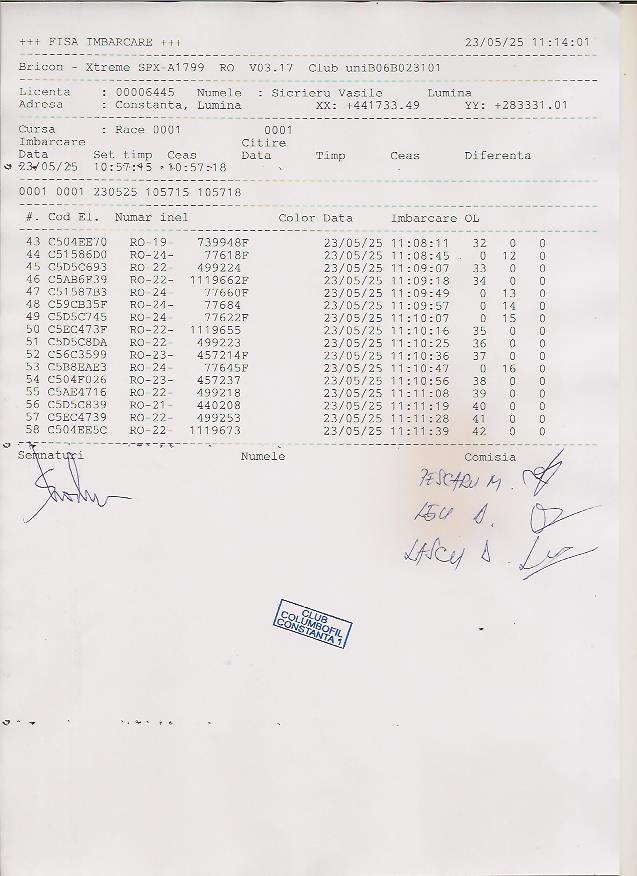 +++ FISA IMBARCARE +++ 23/05/25 11:14:01
Bricon - Xtreme SPX-A1799 RO V03.17 Club uniB06B023101
Licenta : 00006445 Numele : Sicrieru Vasile Lumina
Adresa : Constanta, Lumina XX: +441733.49 YY: +283331.01
Cursa : Race 0001 0001
Imbarcare Citire
Data Set timp Ceas Data Timp Ceas Diferenta
23/05/25 10:57:15 10:57:18
0001 0001 230525 105715 105718
#. Cod El. Numar inel Color Data Imbarcare OL
43 C504EE70 RO-19- 739948F 23/05/25 11:08:11 32 0 0
44 C51586D0 RO-24- 77618F 23/05/25 11:08:45 0 12 0
45 C5D5C693 RO-22- 499224 23/05/25 11:09:07 33 0 0
46 C5AB6F39 RO-22- 1119662F 23/05/25 11:09:18 34 0 0
47 C51587B3 RO-24- 77660F 23/05/25 11:09:49 0 13 0
48 C59CB35F RO-24- 77684 23/05/25 11:09:57 0 14 0
49 C5D5C745 RO-24- 77622F 23/05/25 11:10:07 0 15 0
50 C5EC473F RO-22- 1119655 23/05/25 11:10:16 35 0 0
51 C5D5C8DA RO-22- 499223 23/05/25 11:10:25 36 0 0
52 C56C3599 RO-23- 457214F 23/05/25 11:10:36 37 0 0
53 C5B8EAE3 RO-24- 77645F 23/05/25 11:10:47 0 16 0
54 C504F026 RO-23- 457237 23/05/25 11:10:56 38 0 0
55 C5AE4716 RO-22- 499218 23/05/25 11:11:08 39 0 0
56 C5D5C839 RO-21- 440208 23/05/25 11:11:19 40 0 0
57 C5EC4739 RO-22- 499253 23/05/25 11:11:28 41 0 0
58 C504EE5C RO-22- 1119673 23/05/25 11:11:39 42 0 0
Semnaturi Numele Comisia
PESCARU M.
LASCU D.
CLUB
COLUMBOFIL
CONSTANTA 1